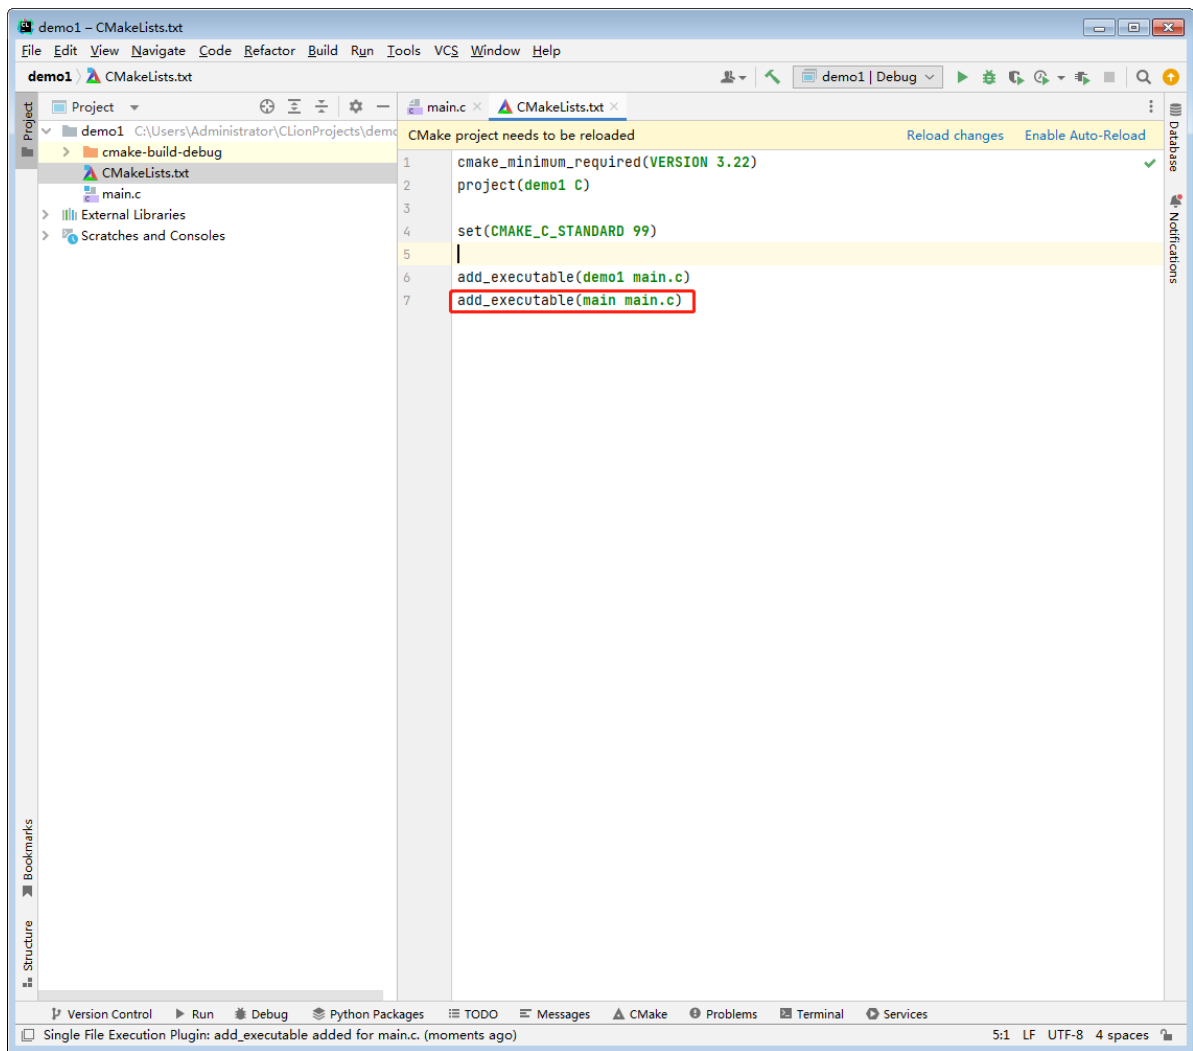 demo1 – CMakeLists.txt
File Edit View Navigate Code Refactor Build Run Tools VCS Window Help
demo1 CMakeLists.txt
demo1 | Debug
Project
Project
main.c
CMakeLists.txt
demo1 C:\Users\Administrator\CLionProjects\demo
cmake-build-debug
CMakeLists.txt
main.c
External Libraries
Scratches and Consoles
CMake project needs to be reloaded Reload changes Enable Auto-Reload
1 cmake_minimum_required(VERSION 3.22)
2 project(demo1 C)
3
4 set(CMAKE_C_STANDARD 99)
5
6 add_executable(demo1 main.c)
7 add_executable(main main.c)
Database
Notifications
Bookmarks
Structure
Version Control Run Debug Python Packages TODO Messages CMake Problems Terminal Services
Single File Execution Plugin: add_executable added for main.c. (moments ago) 5:1 LF UTF-8 4 spaces